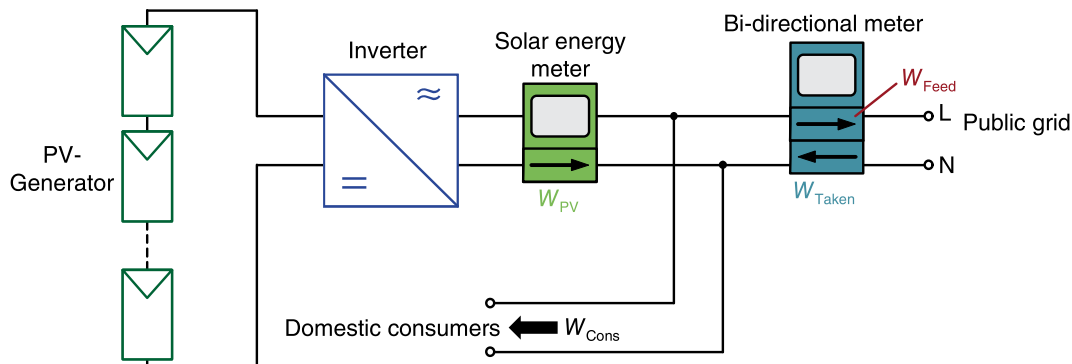 Bi-directional meter
Solar energy
meter
Inverter
≈
W_Feed
L
Public grid
PV-
Generator
N
=
W_PV
W_Taken
Domestic consumers
W_Cons